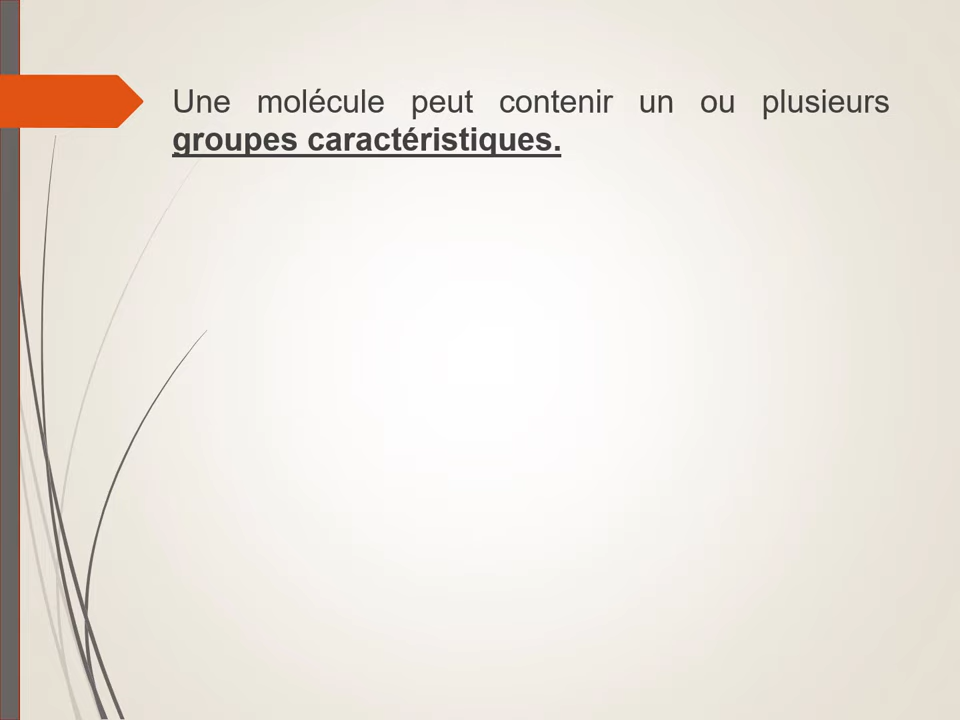 Une molécule peut contenir un ou plusieurs
groupes caractéristiques.